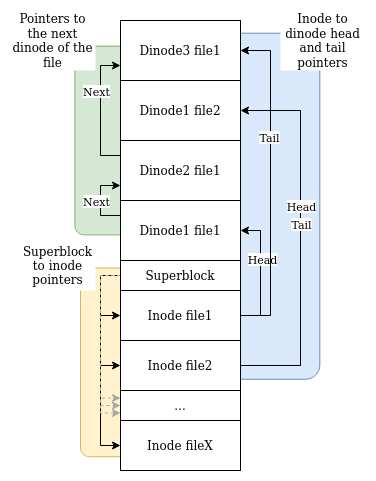 Pointers to
the next
dinode of the
file
Inode to
dinode head
and tail
pointers
Dinode3 file1
Next
Dinode1 file2
Tail
Dinode2 file1
Next
Head
Tail
Dinode1 file1
Head
Superblock
to inode
pointers
Superblock
Inode file1
Inode file2
...
Inode fileX